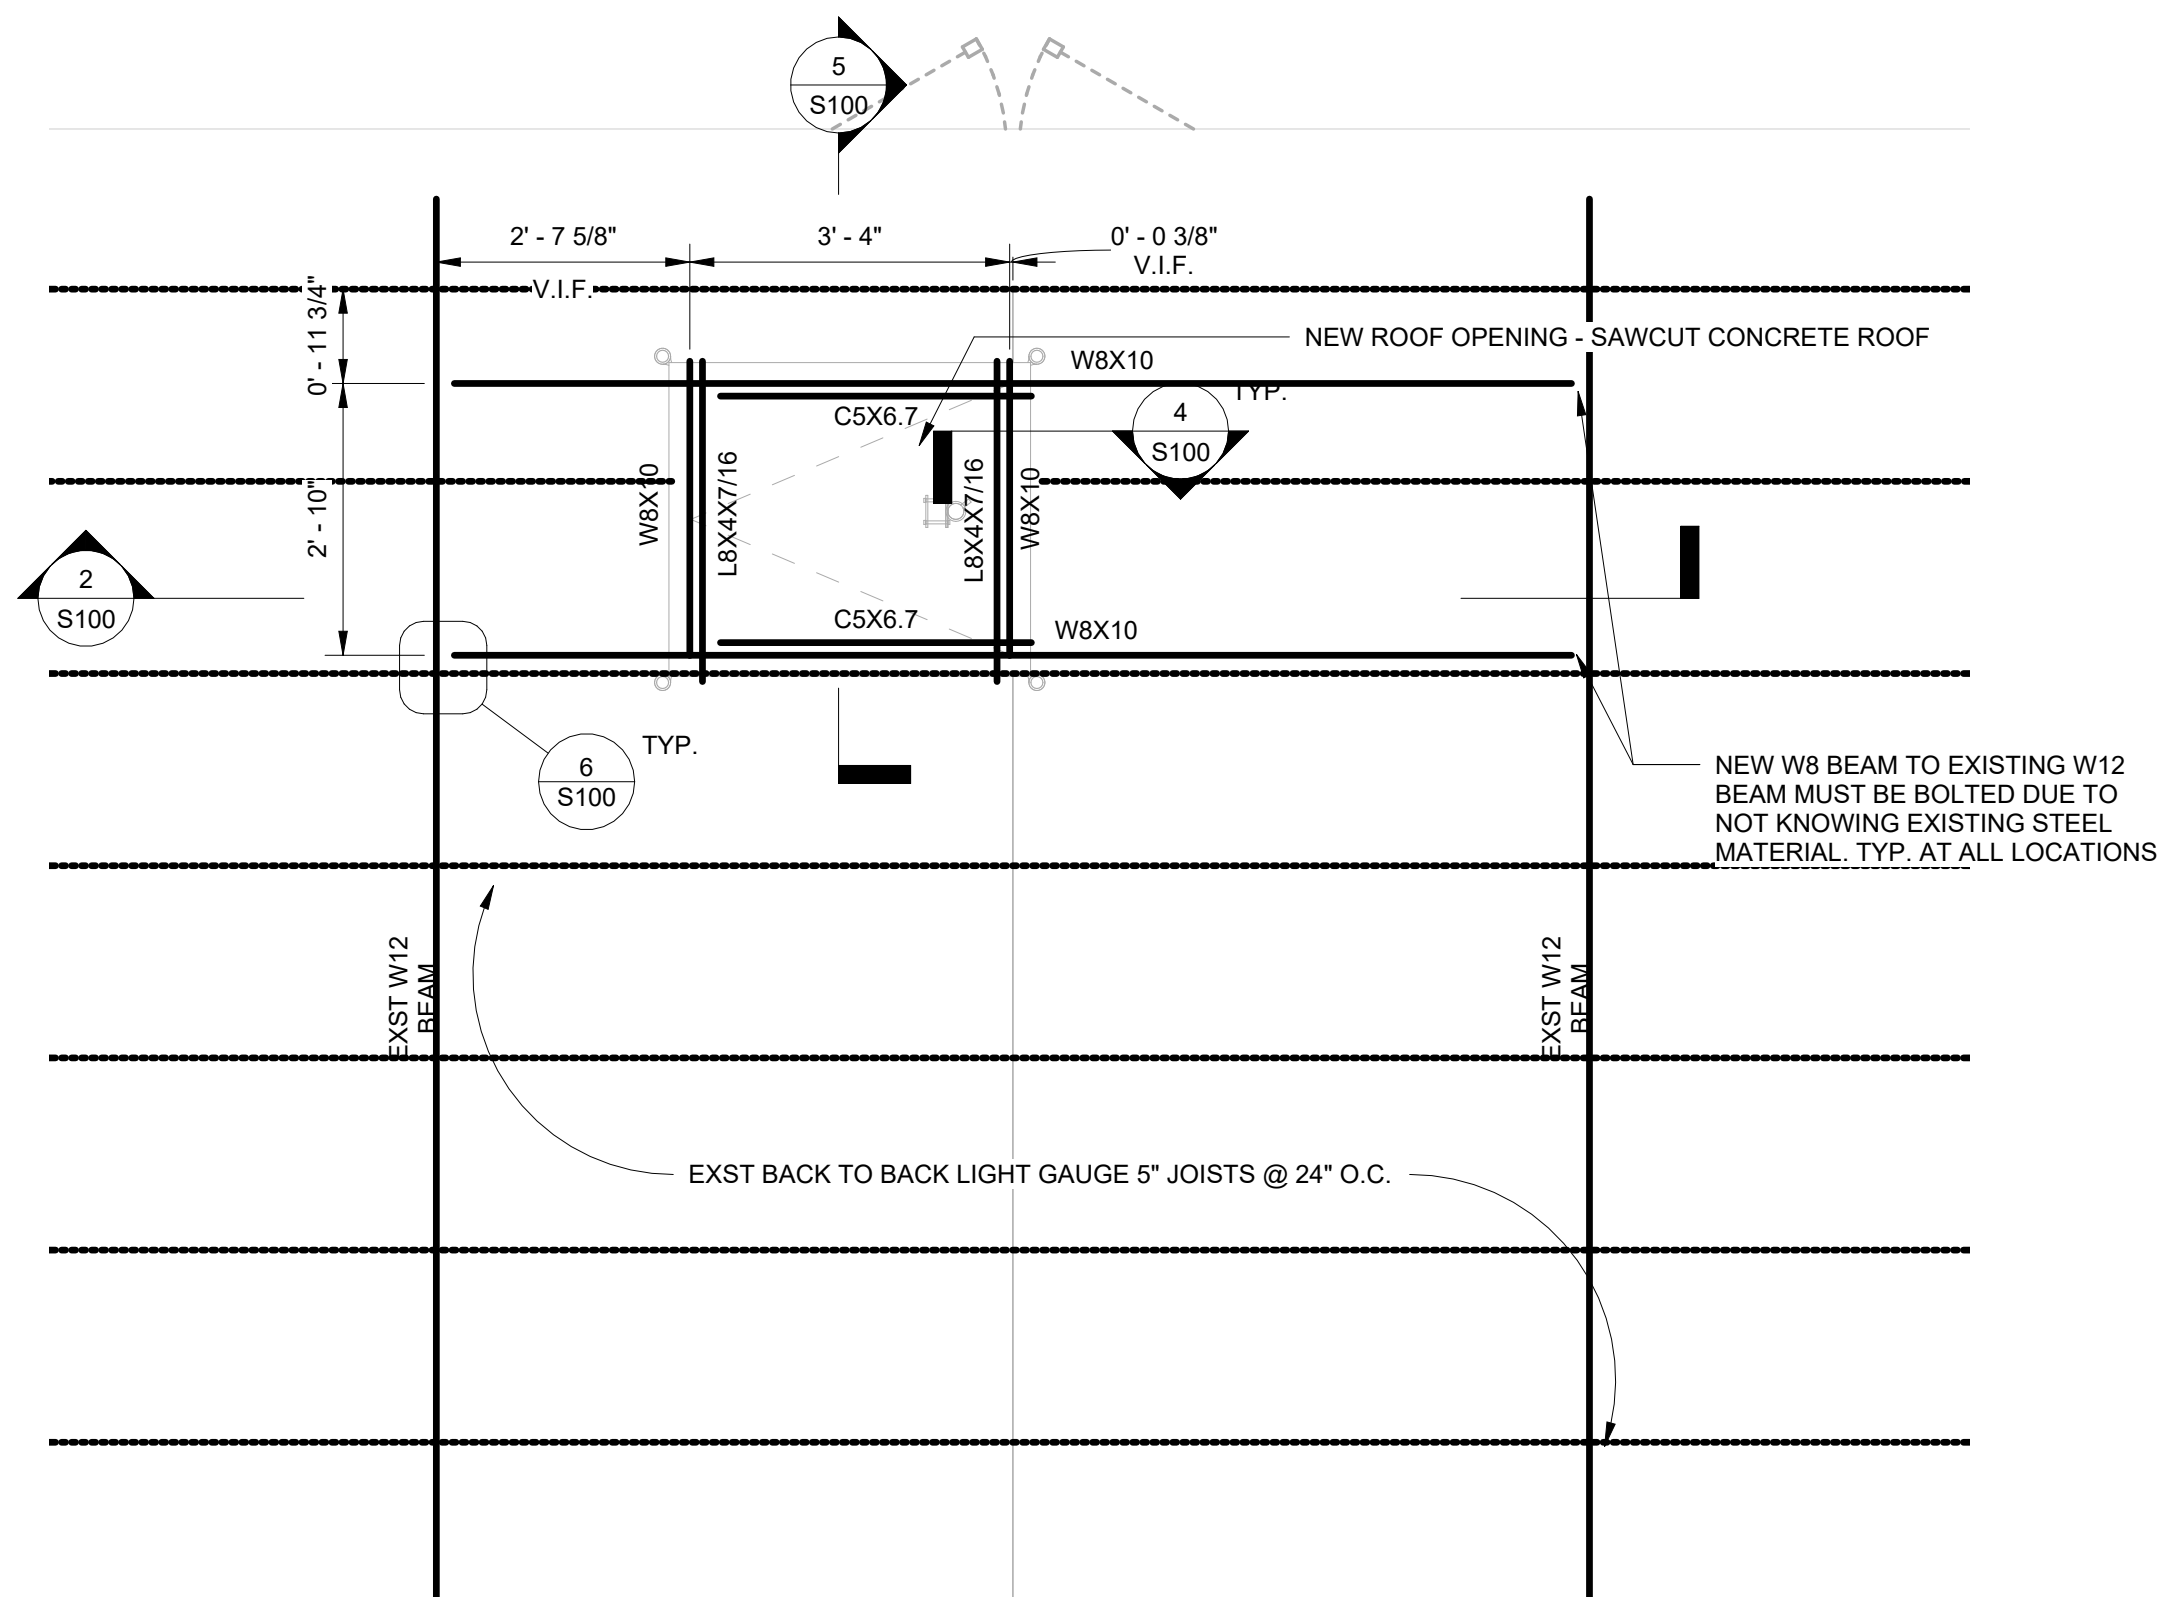 5
S100
2' - 7 5/8"
3' - 4"
0' - 0 3/8"
V.I.F.
V.I.F.
0' - 11 3/4"
NEW ROOF OPENING - SAWCUT CONCRETE ROOF
W8X10
TYP.
C5X6.7
4
S100
2' - 10"
W8X10
L8X4X7/16
L8X4X7/16
W8X10
2
S100
C5X6.7
W8X10
TYP.
6
S100
NEW W8 BEAM TO EXISTING W12
BEAM MUST BE BOLTED DUE TO
NOT KNOWING EXISTING STEEL
MATERIAL. TYP. AT ALL LOCATIONS
EXST W12
BEAM
EXST W12
BEAM
EXST BACK TO BACK LIGHT GAUGE 5" JOISTS @ 24" O.C.